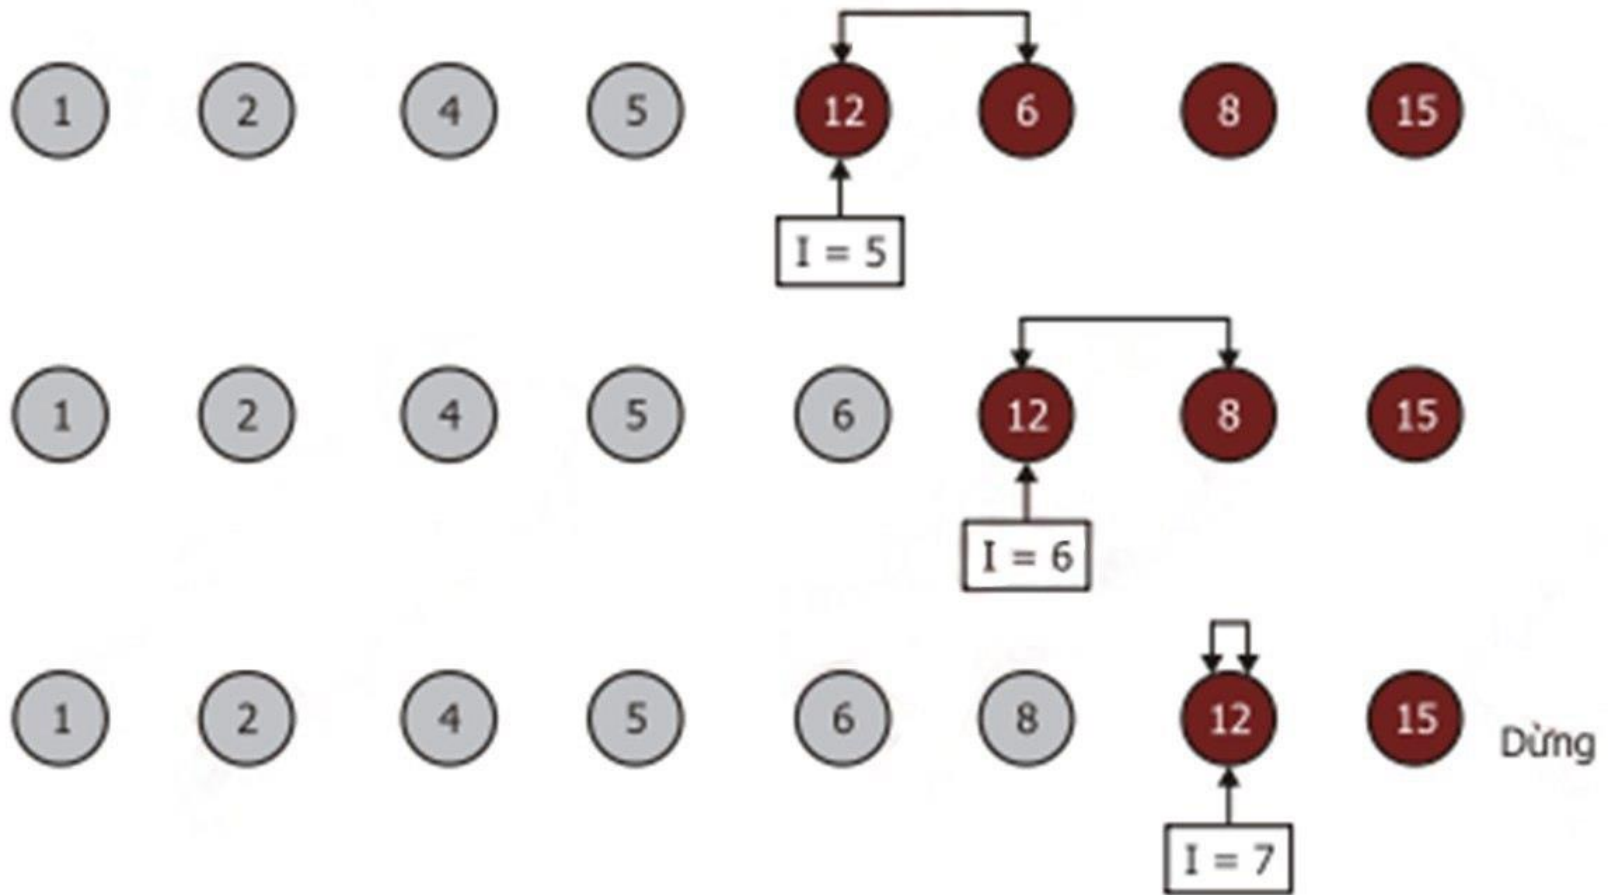 1 2 4 5 12 6 8 15
I = 5
1 2 4 5 6 12 8 15
I = 6
1 2 4 5 6 8 12 15 Dừng
I = 7